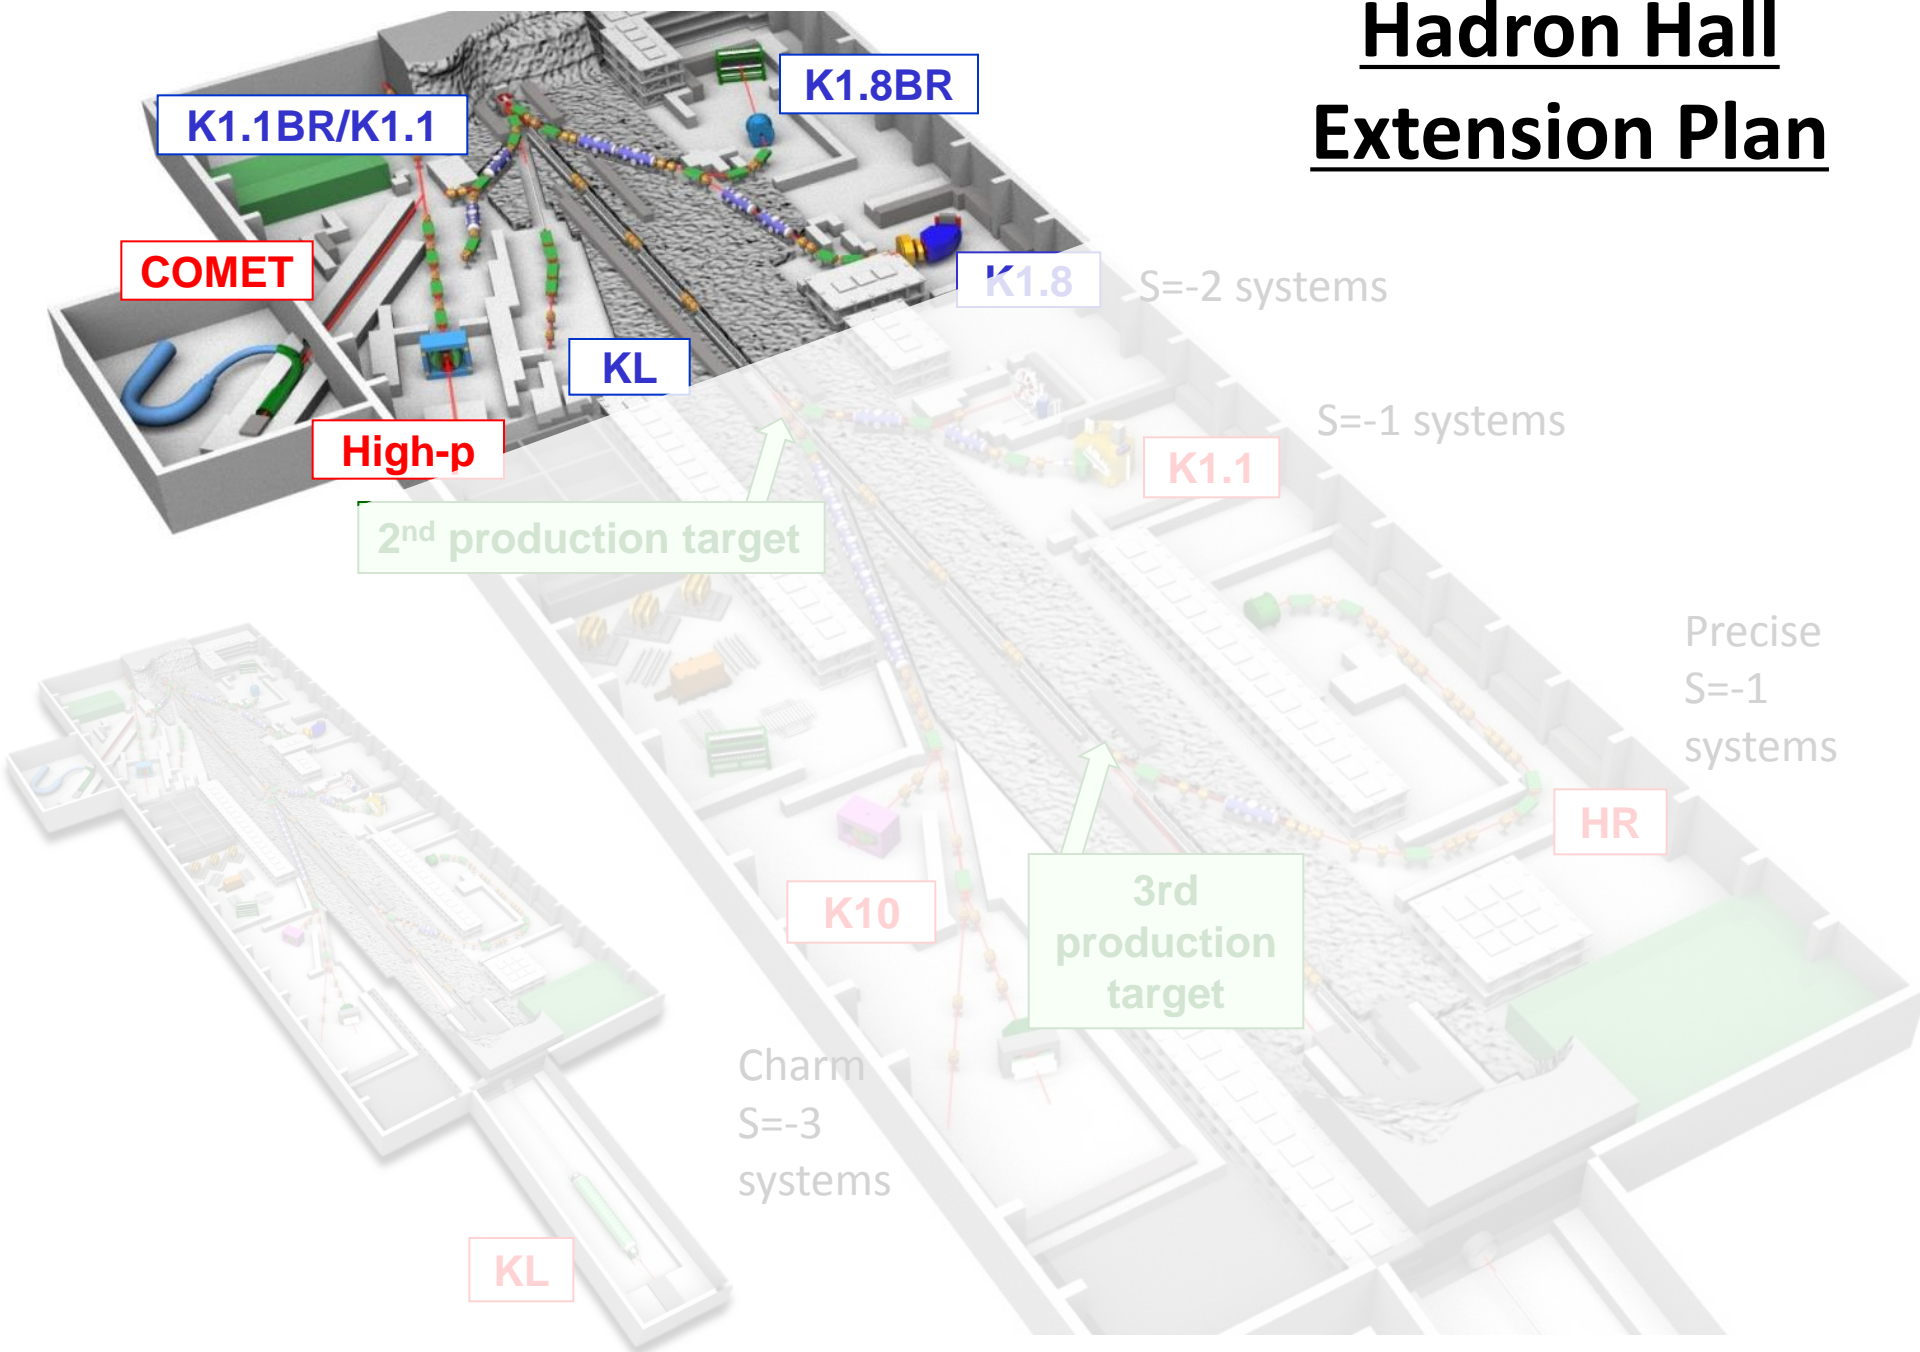 Hadron Hall
Extension Plan
K1.8BR
K1.1BR/K1.1
COMET
K1.8
S=-2 systems
KL
S=-1 systems
High-p
K1.1
2nd production target
Precise
S=-1
systems
HR
K10
3rd
production
target
Charm
S=-3
systems
KL